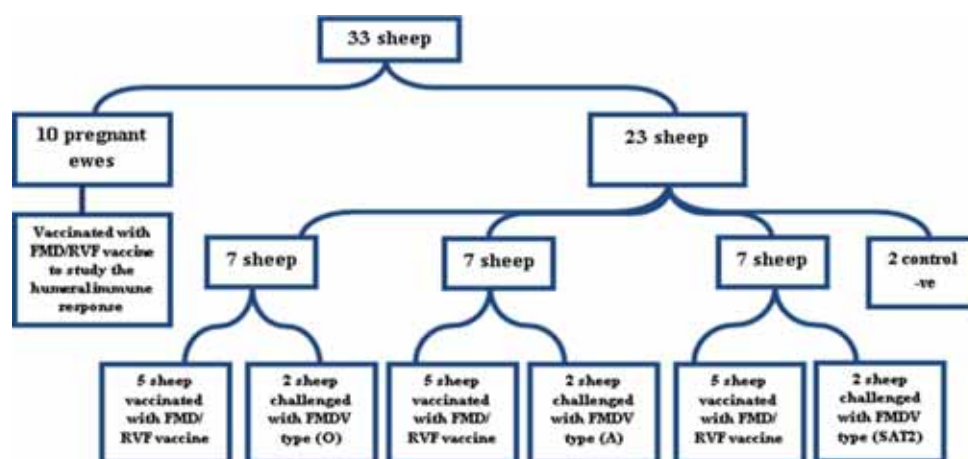 33 sheep
10 pregnant
ewes
23 sheep
Vaccinated with
FMD/RVF vaccine
to study the
humeral immune
response
7 sheep
7 sheep
7 sheep
2 control
-ve
5 sheep
vaccinated
with FMD/
RVF vaccine
2 sheep
challenged
with FMDV
type (O)
5 sheep
vaccinated
with FMD/
RVF vaccine
2 sheep
challenged
with FMDV
type (A)
5 sheep
vaccinated
with FMD/
RVF vaccine
2 sheep
challenged
with FMDV
type (SAT2)